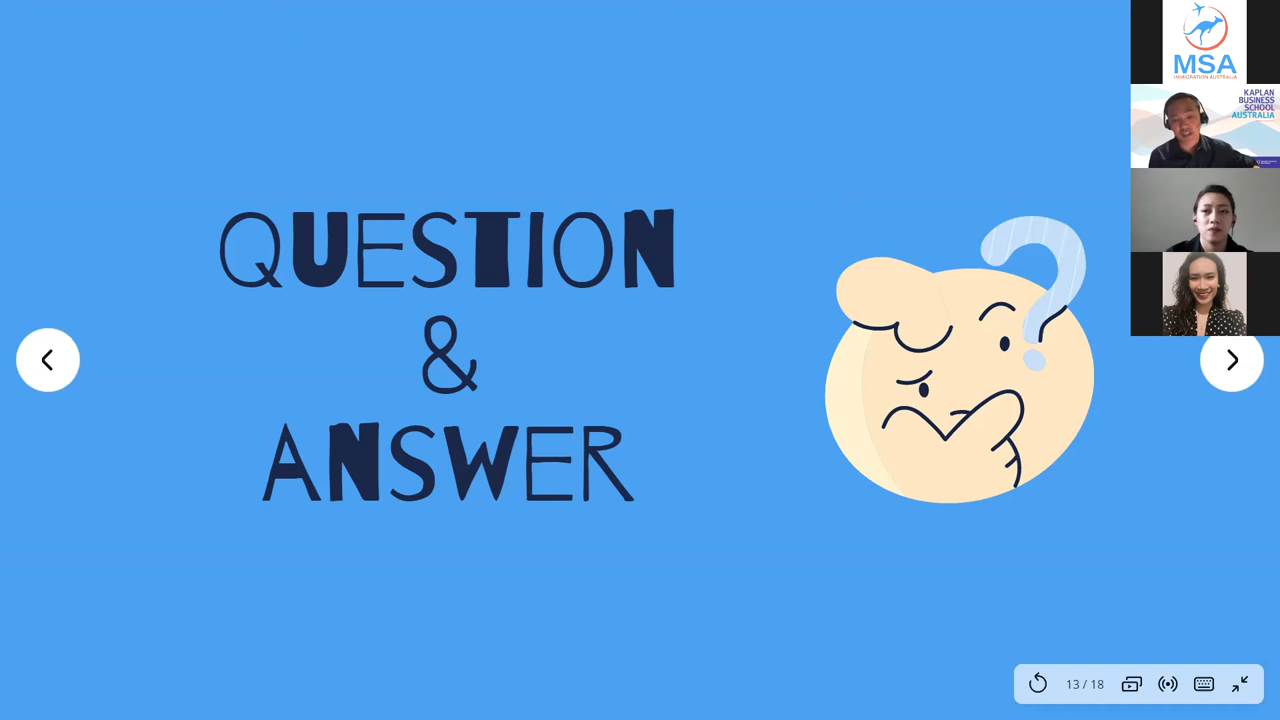 QUESTION
&
ANSWER
MSA
IMMIGRATION AUSTRALIA
KAPLAN
BUSINESS
SCHOOL
AUSTRALIA
13 / 18